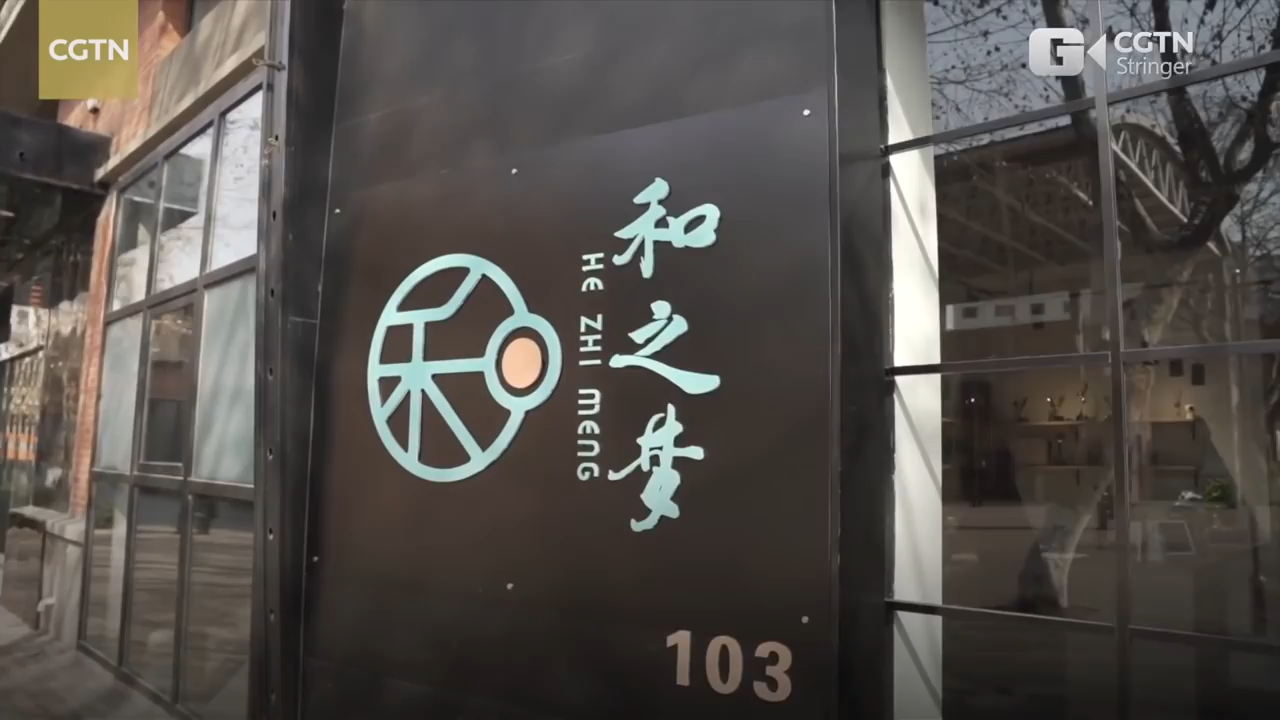 CGTN
CGTN
Stringer
和之梦
HE ZHI MENG
103